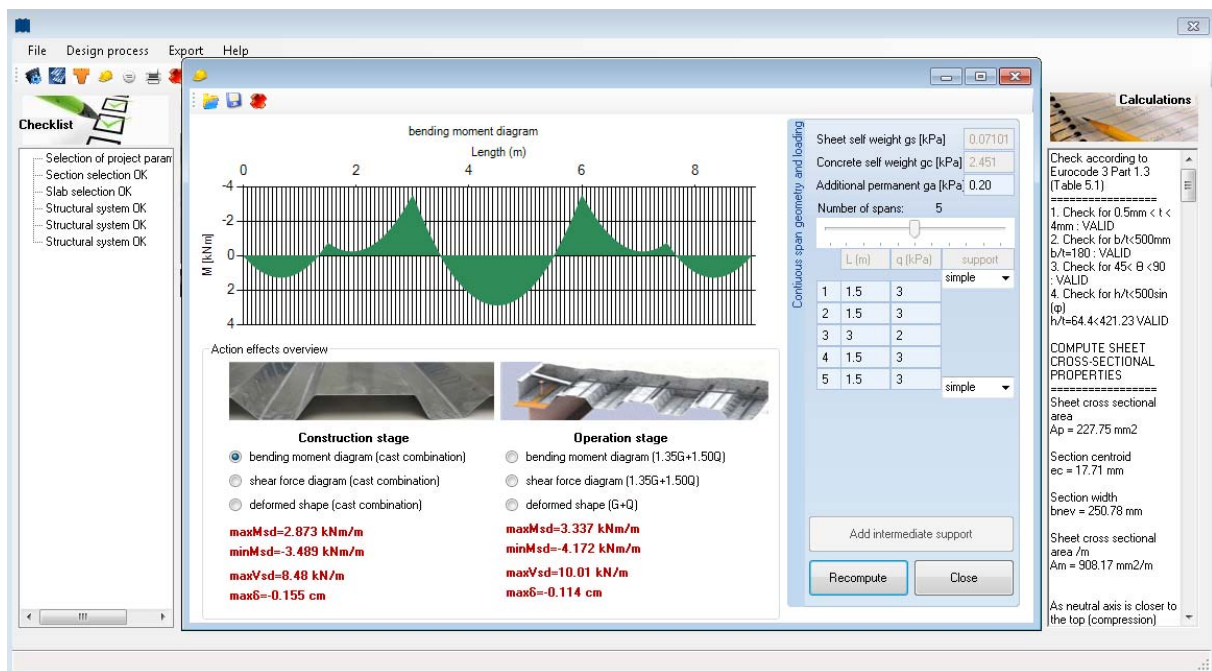 File Design process Export Help
Checklist
Selection of project param
Section selection OK
Slab selection OK
Structural system OK
Structural system OK
Structural system OK
bending moment diagram
Length (m)
0 2 4 6 8
-4
-2
0
2
4
M [kNm]
Action effects overview
Construction stage
bending moment diagram (cast combination)
shear force diagram (cast combination)
deformed shape (cast combination)
maxMsd=2.873 kNm/m
minMsd=-3.489 kNm/m
maxVsd=8.48 kN/m
maxδ=-0.155 cm
Operation stage
bending moment diagram (1.35G+1.50Q)
shear force diagram (1.35G+1.50Q)
deformed shape (G+Q)
maxMsd=3.337 kNm/m
minMsd=-4.172 kNm/m
maxVsd=10.01 kN/m
maxδ=-0.114 cm
Contiuous span geometry and loading
Sheet self weight gs [kPa] 0.07101
Concrete self weight gc [kPa] 2.451
Additional permanent ga [kPa] 0.20
Number of spans: 5
L (m) q (kPa) support
simple
1 1.5 3
2 1.5 3
3 3 2
4 1.5 3
5 1.5 3
simple
Add intermediate support
Recompute Close
Calculations
Check according to
Eurocode 3 Part 1.3
(Table 5.1)
=================
1. Check for 0.5mm < t <
4mm : VALID
2. Check for b/t<500mm
b/t=180 : VALID
3. Check for 45< θ <90
: VALID
4. Check for h/t<500sin
(φ)
h/t=64.4<421.23 VALID
COMPUTE SHEET
CROSS-SECTIONAL
PROPERTIES
=================
Sheet cross sectional
area
Ap = 227.75 mm2
Section centroid
ec = 17.71 mm
Section width
bnev = 250.78 mm
Sheet cross sectional
area /m
Am = 908.17 mm2/m
As neutral axis is closer to
the top (compression)